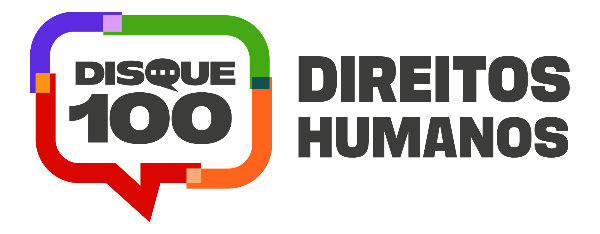 DISQUE
100
DIREITOS
HUMANOS